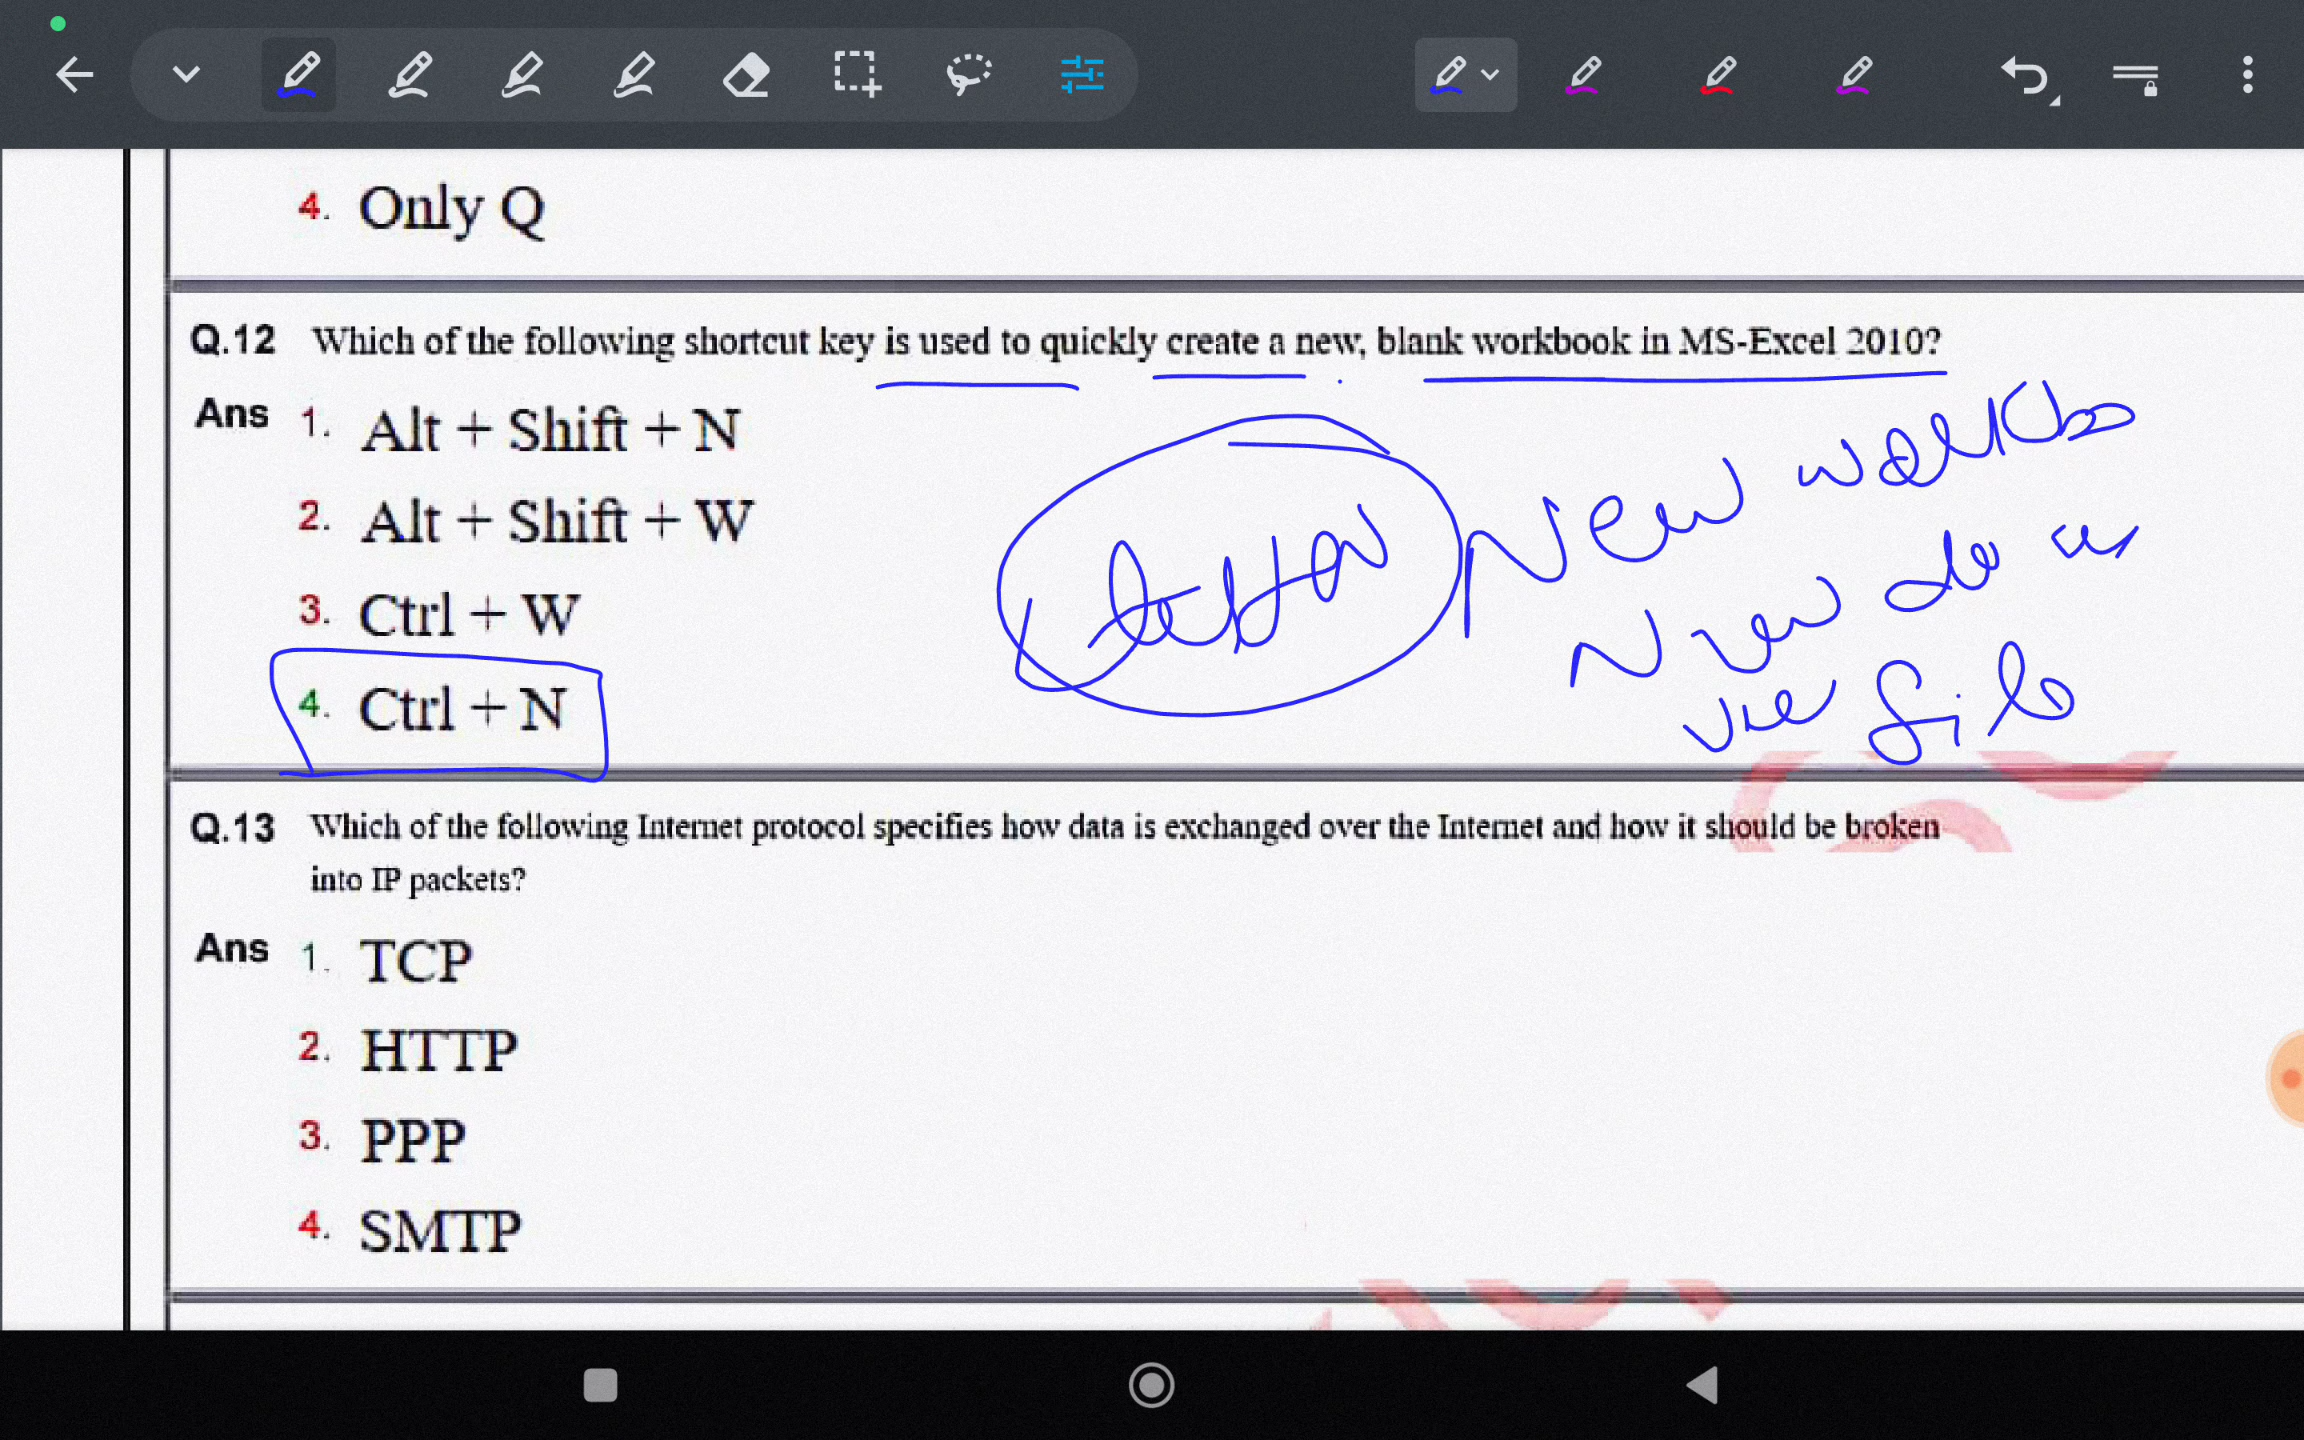 4. Only Q
Q.12 Which of the following shortcut key is used to quickly create a new, blank workbook in MS-Excel 2010?
Ans 1. Alt + Shift + N
2. Alt + Shift + W
3. Ctrl + W
4. Ctrl + N
New
New
file
Q.13 Which of the following Internet protocol specifies how data is exchanged over the Internet and how it should be broken
into IP packets?
Ans 1. TCP
2. HTTP
3. PPP
4. SMTP